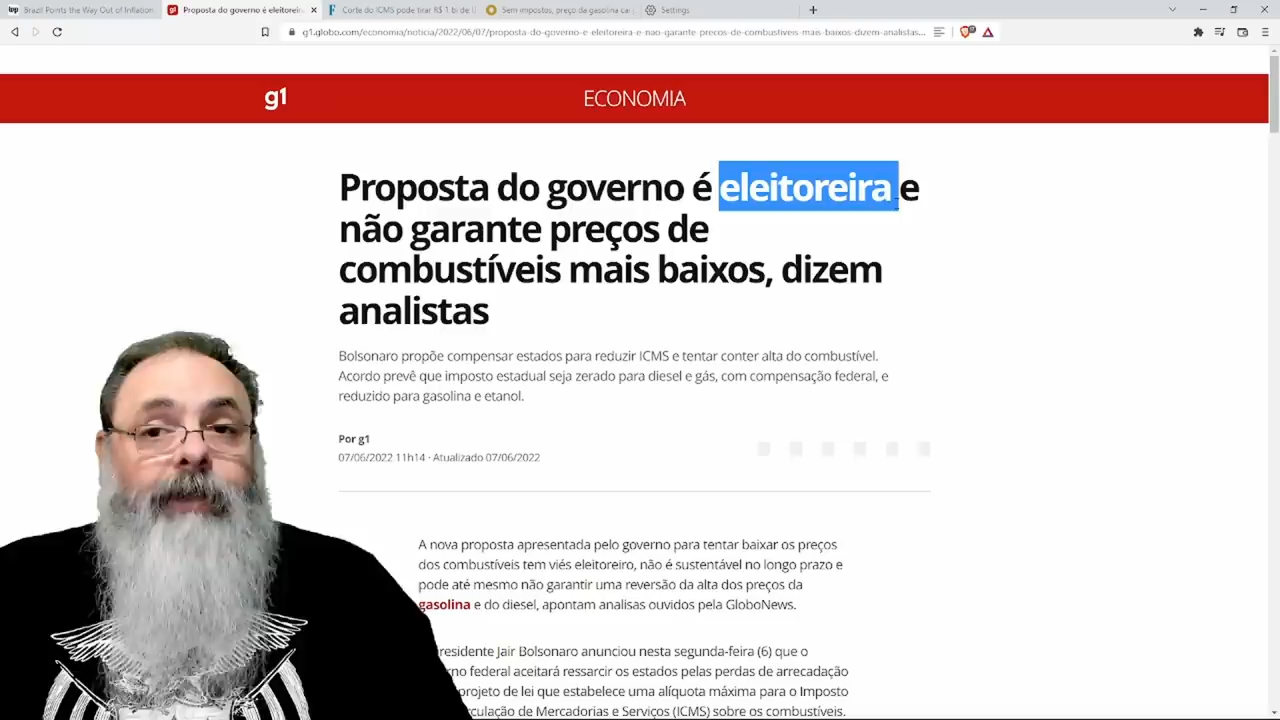 Brazil Points the Way Out of Inflation
Proposta do governo é eleitoreira
Corte do ICMS pode tirar R$ 1 bi de
Sem impostos, preço da gasolina
Settings
g1.globo.com/economia/noticia/2022/06/07/proposta-do-governo-e-eleitoreira-e-nao-garante-precos-de-combustiveis-mais-baixos-dizem-analistas...
g1
ECONOMIA
Proposta do governo é eleitoreira e
não garante preços de
combustíveis mais baixos, dizem
analistas
Bolsonaro propõe compensar estados para reduzir ICMS e tentar conter alta do combustível.
Acordo prevê que imposto estadual seja zerado para diesel e gás, com compensação federal, e
reduzido para gasolina e etanol.
Por g1
07/06/2022 11h14 · Atualizado 07/06/2022
A nova proposta apresentada pelo governo para tentar baixar os preços
dos combustíveis tem viés eleitoreiro, não é sustentável no longo prazo e
pode até mesmo não garantir uma reversão da alta dos preços da
gasolina e do diesel, apontam analisas ouvidos pela GloboNews.
residente Jair Bolsonaro anunciou nesta segunda-feira (6) que o
rno federal aceitará ressarcir os estados pelas perdas de arrecadação
projeto de lei que estabelece uma alíquota máxima para o Imposto
rculação de Mercadorias e Serviços (ICMS) sobre os combustíveis.